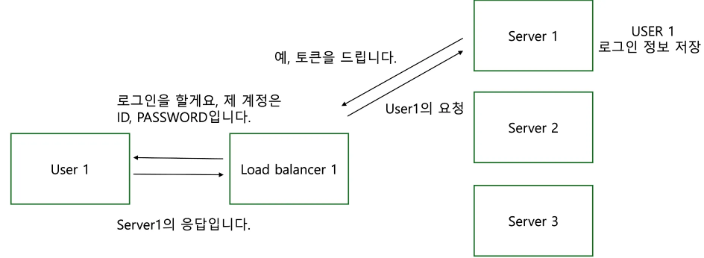 Server 1
USER 1
로그인 정보 저장
예, 토큰을 드립니다.
로그인을 할게요, 제 계정은
ID, PASSWORD입니다.
User1의 요청
Server 2
User 1
Load balancer 1
Server1의 응답입니다.
Server 3